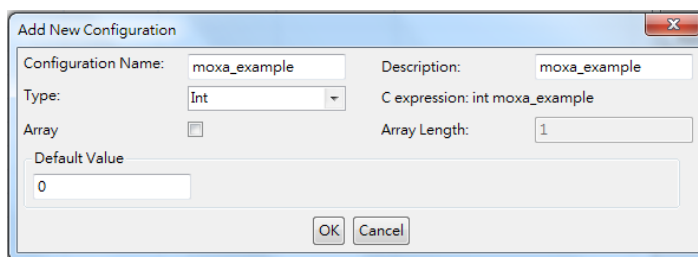 Add New Configuration
x
Configuration Name: moxa_example Description: moxa_example
Type: Int C expression: int moxa_example
Array Array Length: 1
Default Value
0
OK Cancel